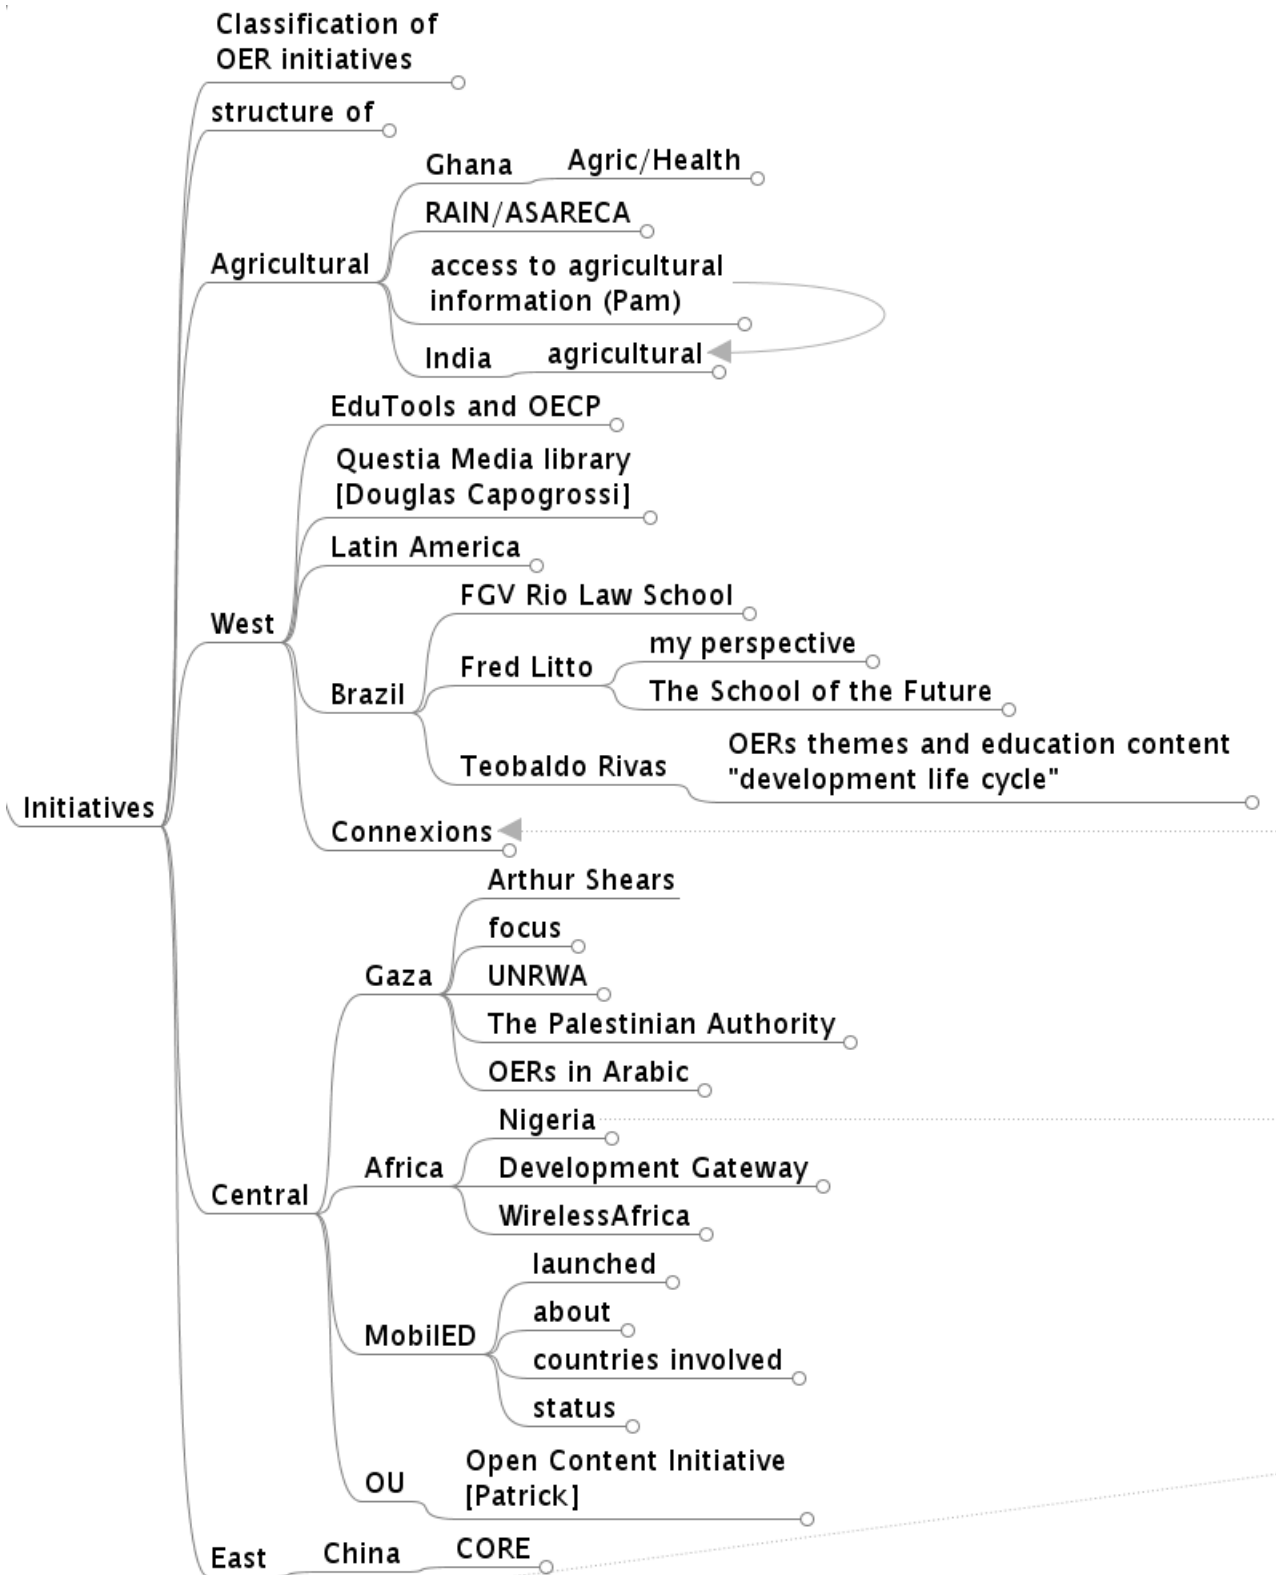 Classification of
OER initiatives
structure of
Ghana
Agric/Health
RAIN/ASARECA
Agricultural
access to agricultural
information (Pam)
India
agricultural
EduTools and OECP
Questia Media library
[Douglas Capogrossi]
Latin America
FGV Rio Law School
West
my perspective
Fred Litto
The School of the Future
Brazil
OERs themes and education content
"development life cycle"
Teobaldo Rivas
Initiatives
Connexions
Arthur Shears
focus
Gaza
UNRWA
The Palestinian Authority
OERs in Arabic
Nigeria
Africa
Development Gateway
Central
WirelessAfrica
launched
about
MobilED
countries involved
status
Open Content Initiative
[Patrick]
OU
East
China
CORE